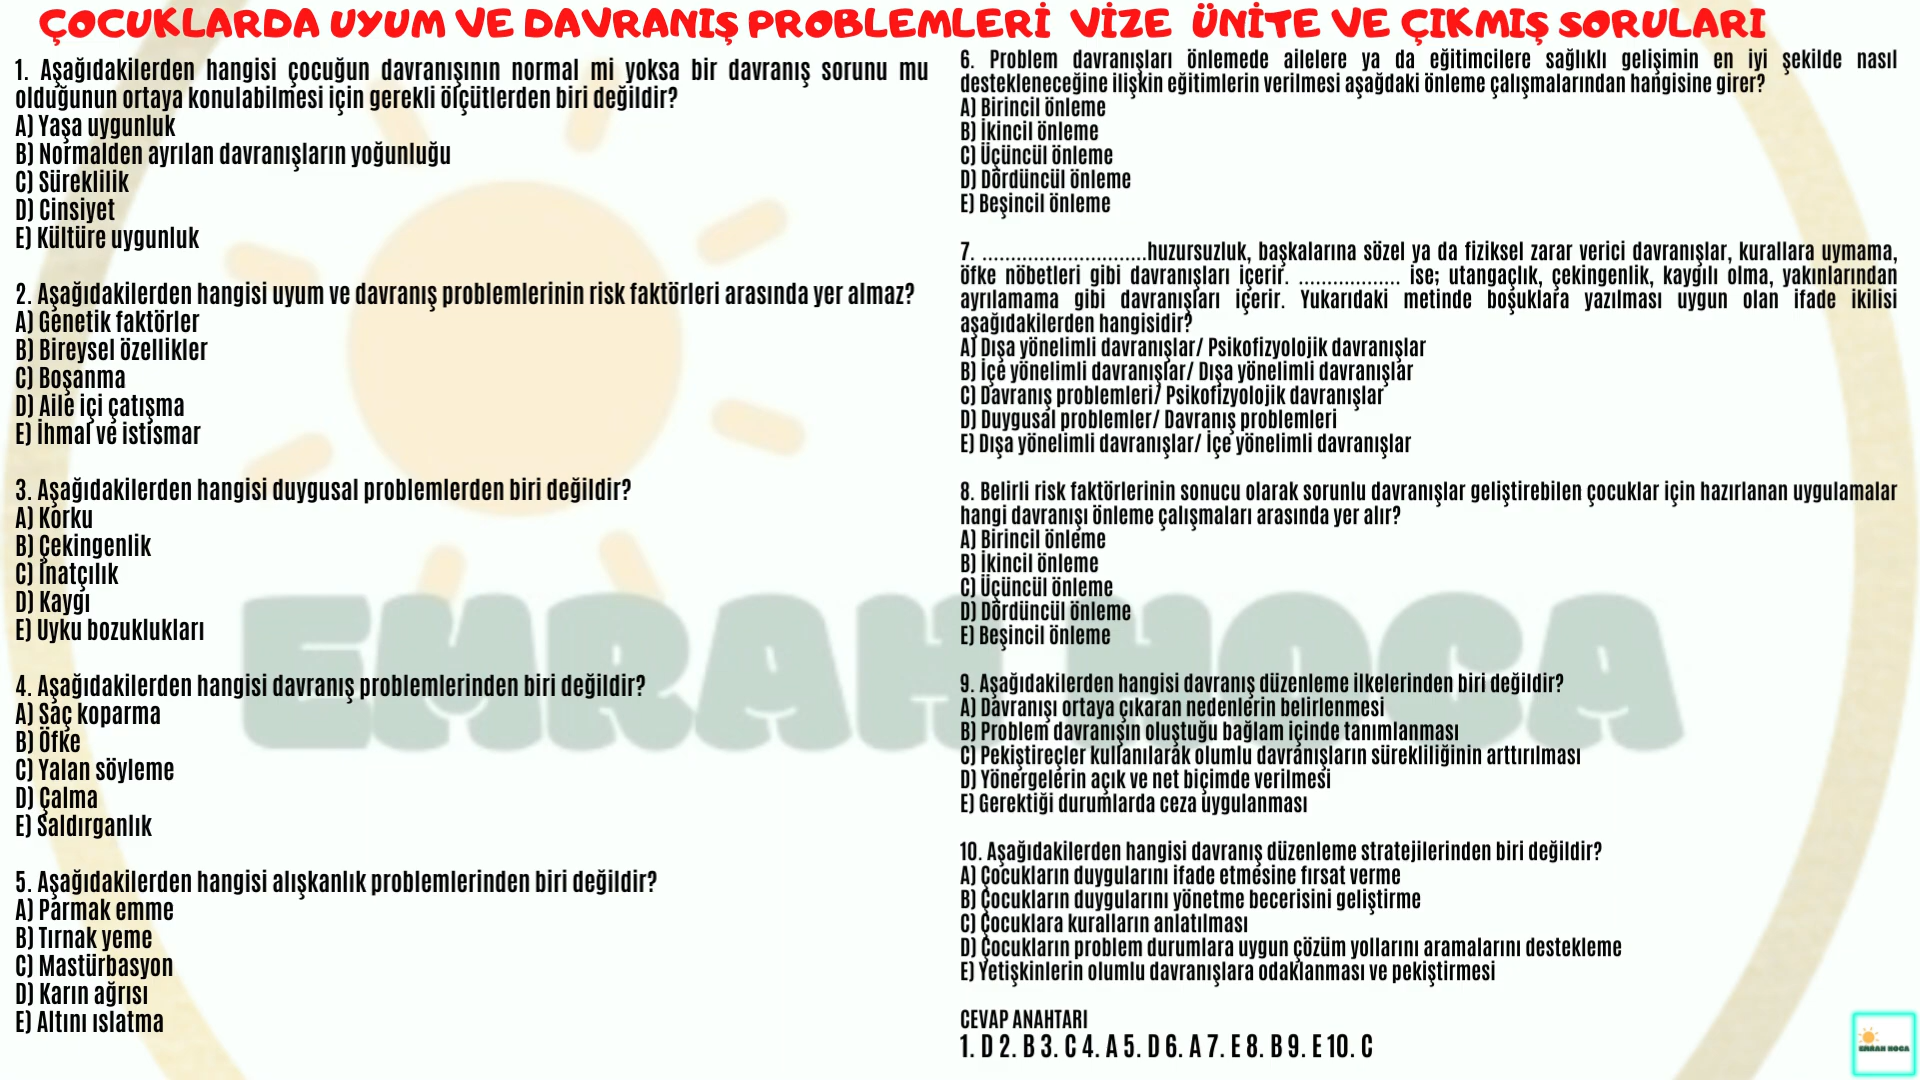 ÇOCUKLARDA UYUM VE DAVRANIŞ PROBLEMLERİ VİZE ÜNİTE VE ÇIKMIŞ SORULARI
1. Aşağıdakilerden hangisi çocuğun davranışının normal mi yoksa bir davranış sorunu mu
olduğunun ortaya konulabilmesi için gerekli ölçütlerden biri değildir?
A) Yaşa uygunluk
B) Normalden ayrılan davranışların yoğunluğu
C) Süreklilik
D) Cinsiyet
E) Kültüre uygunluk
2. Aşağıdakilerden hangisi uyum ve davranış problemlerinin risk faktörleri arasında yer almaz?
A) Genetik faktörler
B) Bireysel özellikler
C) Boşanma
D) Aile içi çatışma
E) İhmal ve istismar
3. Aşağıdakilerden hangisi duygusal problemlerden biri değildir?
A) Korku
B) Çekingenlik
C) İnatçılık
D) Kaygı
E) Uyku bozuklukları
4. Aşağıdakilerden hangisi davranış problemlerinden biri değildir?
A) Saç koparma
B) Öfke
C) Yalan söyleme
D) Çalma
E) Saldırganlık
5. Aşağıdakilerden hangisi alışkanlık problemlerinden biri değildir?
A) Parmak emme
B) Tırnak yeme
C) Mastürbasyon
D) Karın ağrısı
E) Altını ıslatma
6. Problem davranışları önlemede ailelere ya da eğitimcilere sağlıklı gelişimin en iyi şekilde nasıl
destekleneceğine ilişkin eğitimlerin verilmesi aşağdaki önleme çalışmalarından hangisine girer?
A) Birincil önleme
B) İkincil önleme
C) Üçüncül önleme
D) Dördüncül önleme
E) Beşincil önleme
7. .............................huzursuzluk, başkalarına sözel ya da fiziksel zarar verici davranışlar, kurallara uymama,
öfke nöbetleri gibi davranışları içerir. .................. ise; utangaçlık, çekingenlik, kaygılı olma, yakınlarından
ayrılamama gibi davranışları içerir. Yukarıdaki metinde boşuklara yazılması uygun olan ifade ikilisi
aşağıdakilerden hangisidir?
A) Dışa yönelimli davranışlar/ Psikofizyolojik davranışlar
B) İçe yönelimli davranışlar/ Dışa yönelimli davranışlar
C) Davranış problemleri/ Psikofizyolojik davranışlar
D) Duygusal problemler/ Davranış problemleri
E) Dışa yönelimli davranışlar/ İçe yönelimli davranışlar
8. Belirli risk faktörlerinin sonucu olarak sorunlu davranışlar geliştirebilen çocuklar için hazırlanan uygulamalar
hangi davranışı önleme çalışmaları arasında yer alır?
A) Birincil önleme
B) İkincil önleme
C) Üçüncül önleme
D) Dördüncül önleme
E) Beşincil önleme
9. Aşağıdakilerden hangisi davranış düzenleme ilkelerinden biri değildir?
A) Davranışı ortaya çıkaran nedenlerin belirlenmesi
B) Problem davranışın oluştuğu bağlam içinde tanımlanması
C) Pekiştireçler kullanılarak olumlu davranışların sürekliliğinin arttırılması
D) Yönergelerin açık ve net biçimde verilmesi
E) Gerektiği durumlarda ceza uygulanması
10. Aşağıdakilerden hangisi davranış düzenleme stratejilerinden biri değildir?
A) Çocukların duygularını ifade etmesine fırsat verme
B) Çocukların duygularını yönetme becerisini geliştirme
C) Çocuklara kuralların anlatılması
D) Çocukların problem durumlara uygun çözüm yollarını aramalarını destekleme
E) Yetişkinlerin olumlu davranışlara odaklanması ve pekiştirmesi
CEVAP ANAHTARI
1. D 2. B 3. C 4. A 5. D 6. A 7. E 8. B 9. E 10. C
EMRAH HOCA
EMRAH HOCA